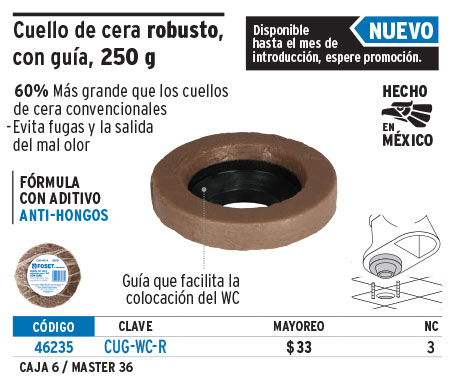 Cuello de cera robusto,
con guía, 250 g
Disponible
hasta el mes de
introducción, espere promoción.
NUEVO
60% Más grande que los cuellos
de cera convencionales
-Evita fugas y la salida
del mal olor
HECHO
EN
MÉXICO
FÓRMULA
CON ADITIVO
ANTI-HONGOS
FOSET
Guía que facilita la
colocación del WC
CÓDIGO CLAVE MAYOREO NC
46235 CUG-WC-R $33 3
CAJA 6 / MASTER 36